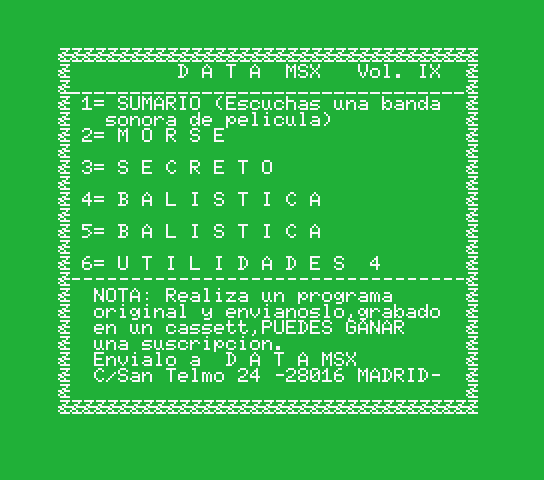 D A T A  MSX   Vol. IX
1= SUMARIO (Escuchas una banda
sonora de pelicula)
2= M O R S E
3= S E C R E T O
4= B A L I S T I C A
5= B A L I S T I C A
6= U T I L I D A D E S  4
NOTA: Realiza un programa
original y envianoslo,grabado
en un cassett,PUEDES GANAR
una suscripcion.
Envialo a  D A T A MSX
C/San Telmo 24 -28016 MADRID-